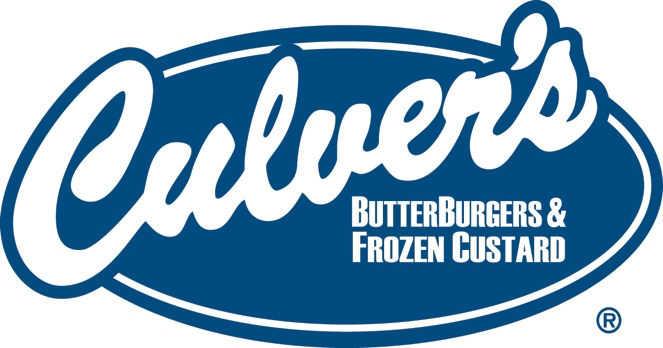 Culver's
BUTTERBURGERS &
FROZEN CUSTARD
®